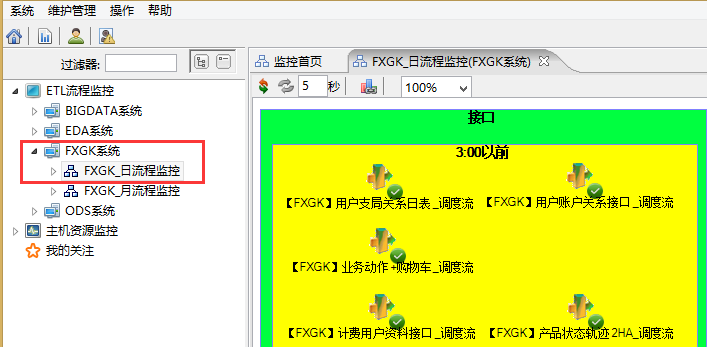 系统 维护管理 操作 帮助
过滤器:
ETL流程监控
BIGDATA系统
EDA系统
FXGK系统
FXGK_日流程监控
FXGK_月流程监控
ODS系统
主机资源监控
我的关注
监控首页 FXGK_日流程监控(FXGK系统)
5 秒 100%
接口
3:00以前
【FXGK】用户支局关系日表_调度流 【FXGK】用户账户关系接口_调度流
【FXGK】业务动作+购物车_调度流
【FXGK】计费用户资料接口_调度流 【FXGK】产品状态轨迹2HA_调度流